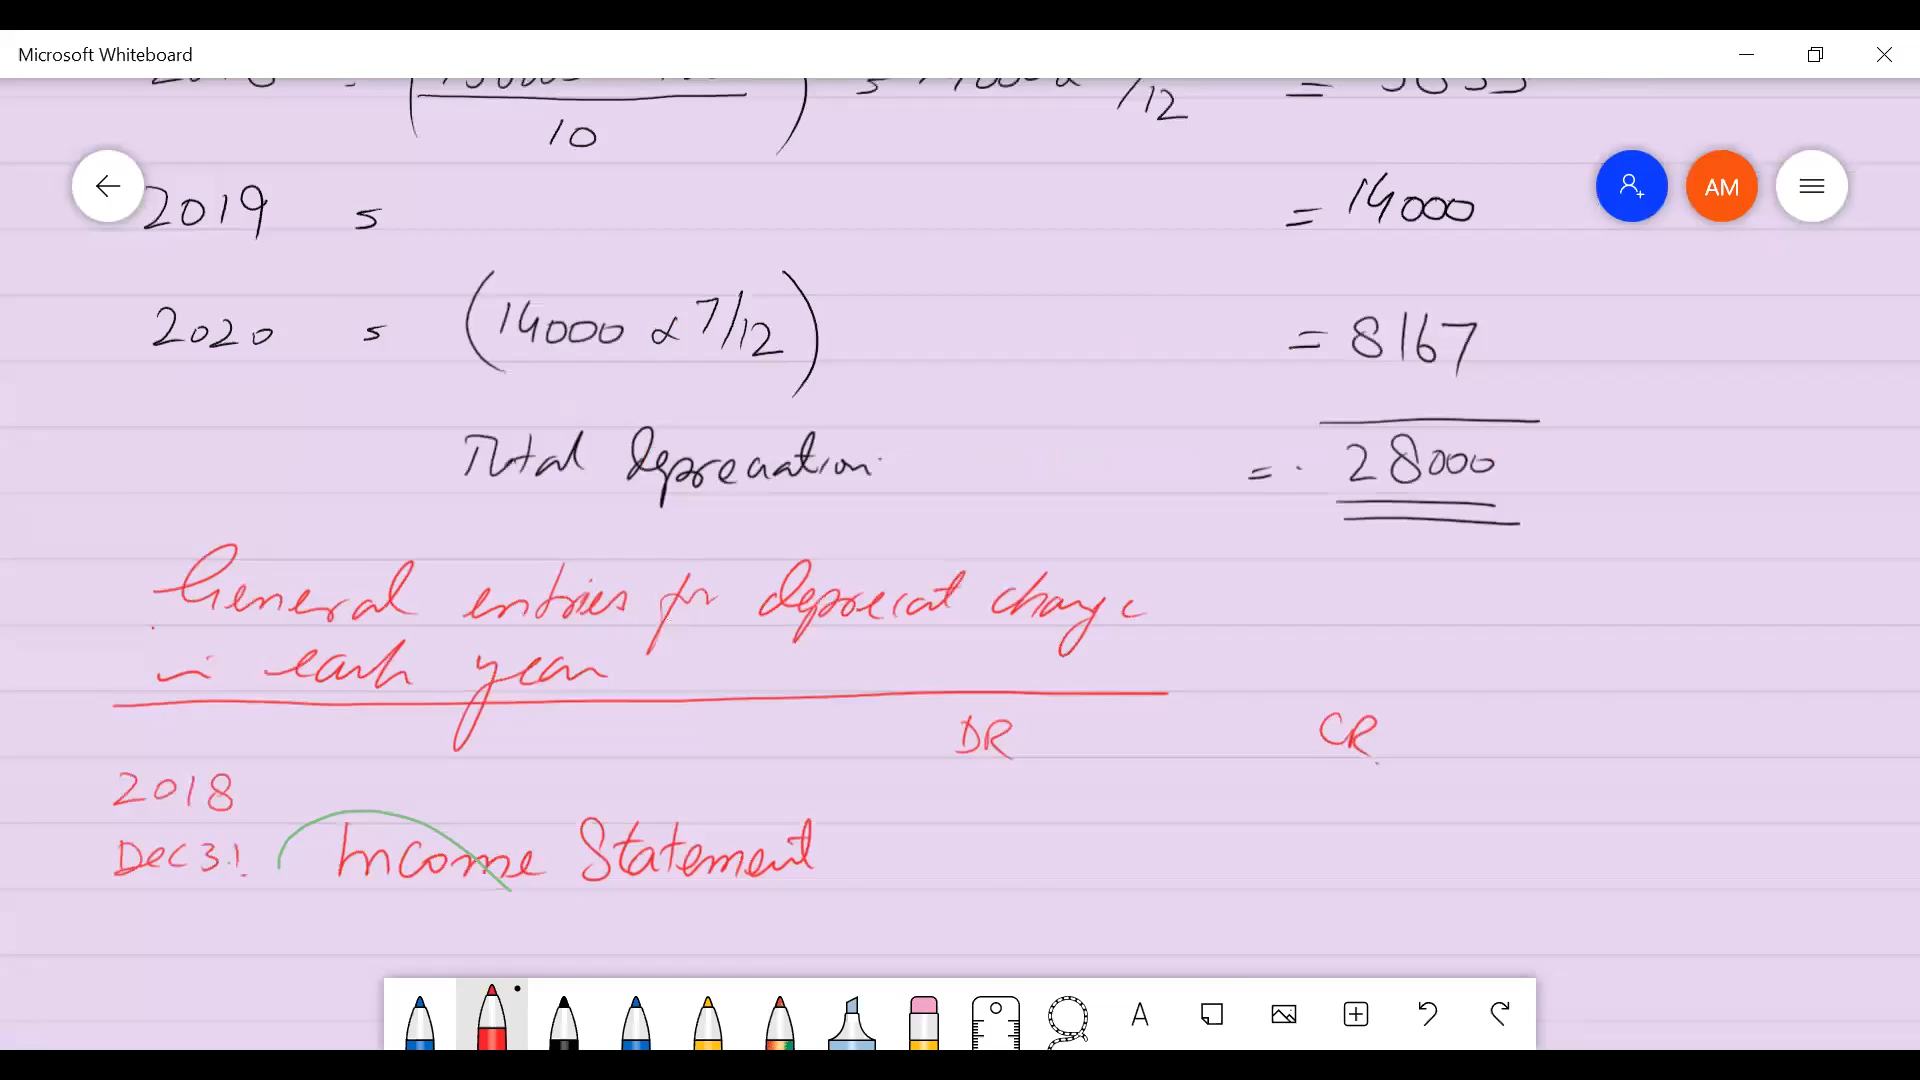 Microsoft Whiteboard
10 /12 =
2019 = = 14000
AM
2020 = (14000 x 7/12) = 8167
Total depreciation = 28000
General entries for depreciat charge
in each year
DR CR
2018
Dec 31 Income Statement
A